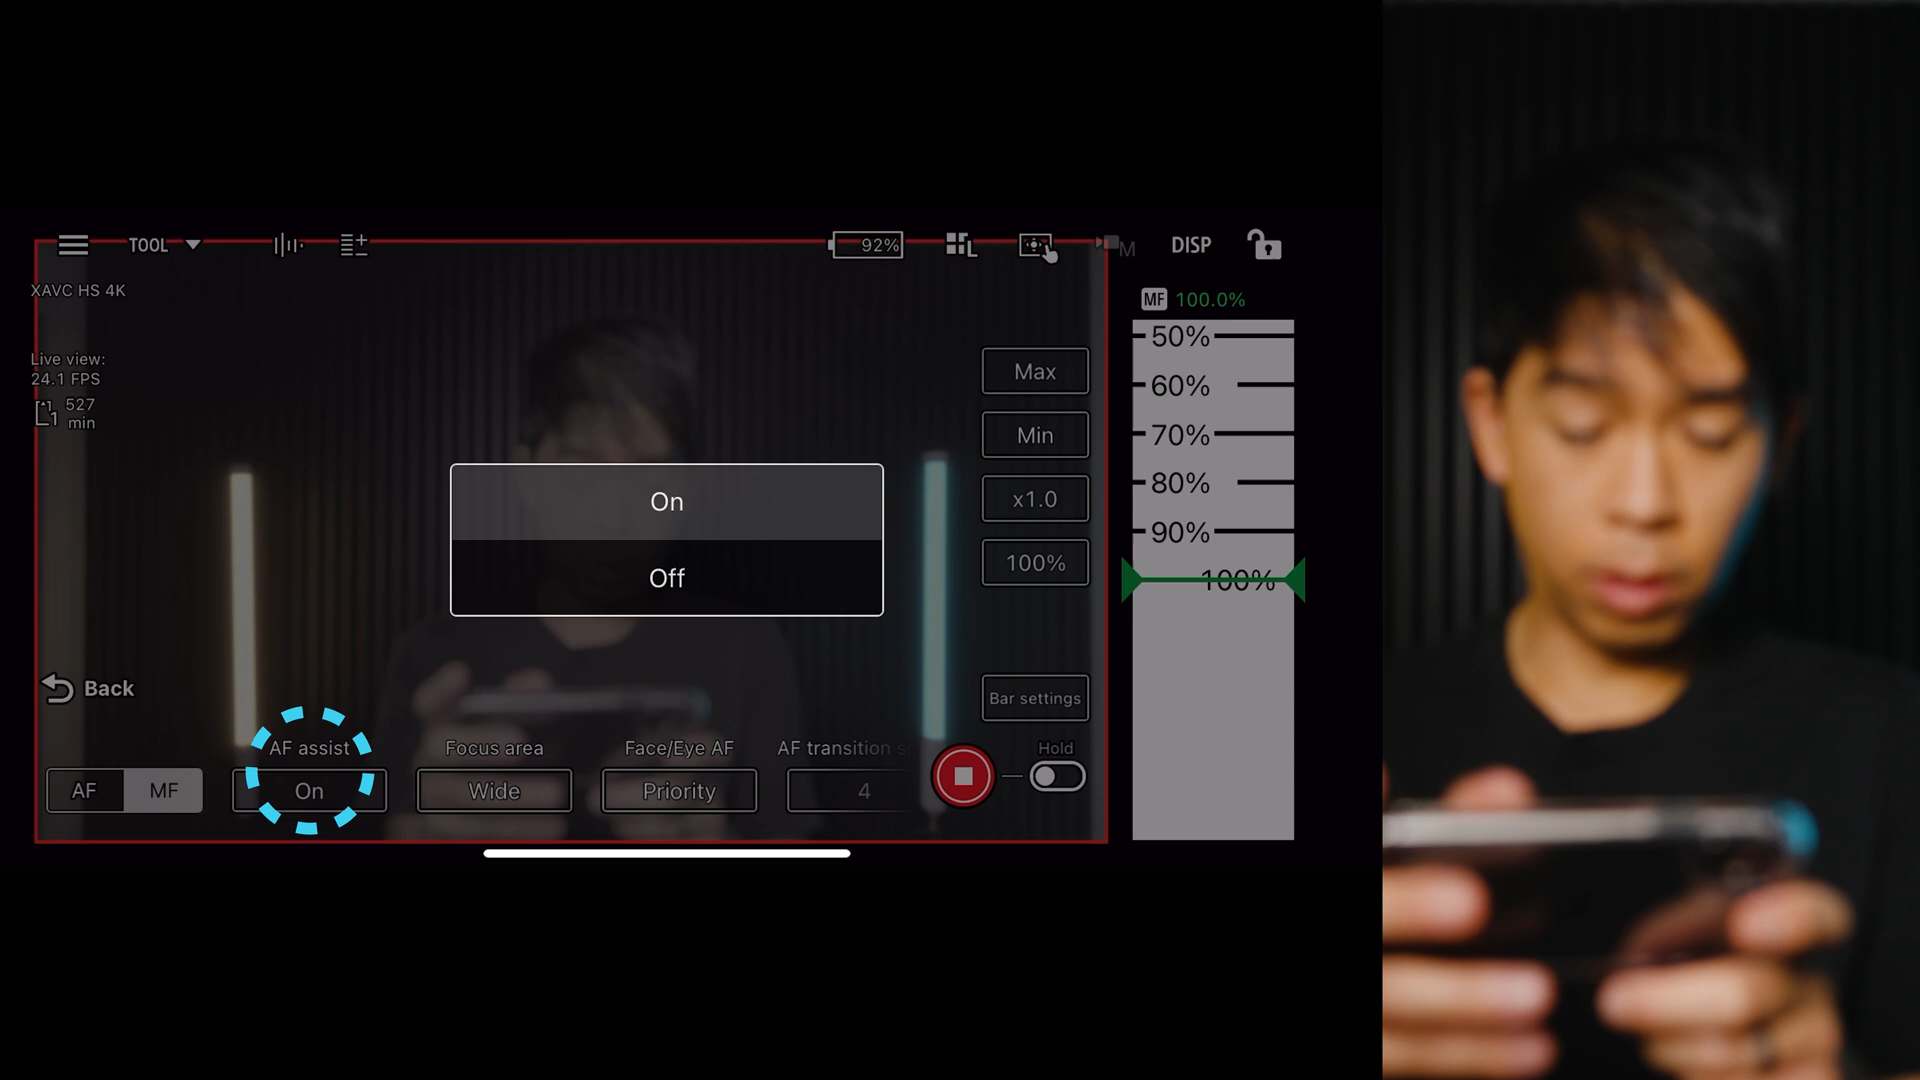 TOOL
92%
L
M
DISP
XAVC HS 4K
MF 100.0%
Live view:
24.1 FPS
1 527
min
50%
60%
70%
80%
90%
100%
Max
Min
x1.0
100%
On
Off
Back
Bar settings
AF assist
Focus area
Face/Eye AF
AF transition s
Hold
AF
MF
On
Wide
Priority
4